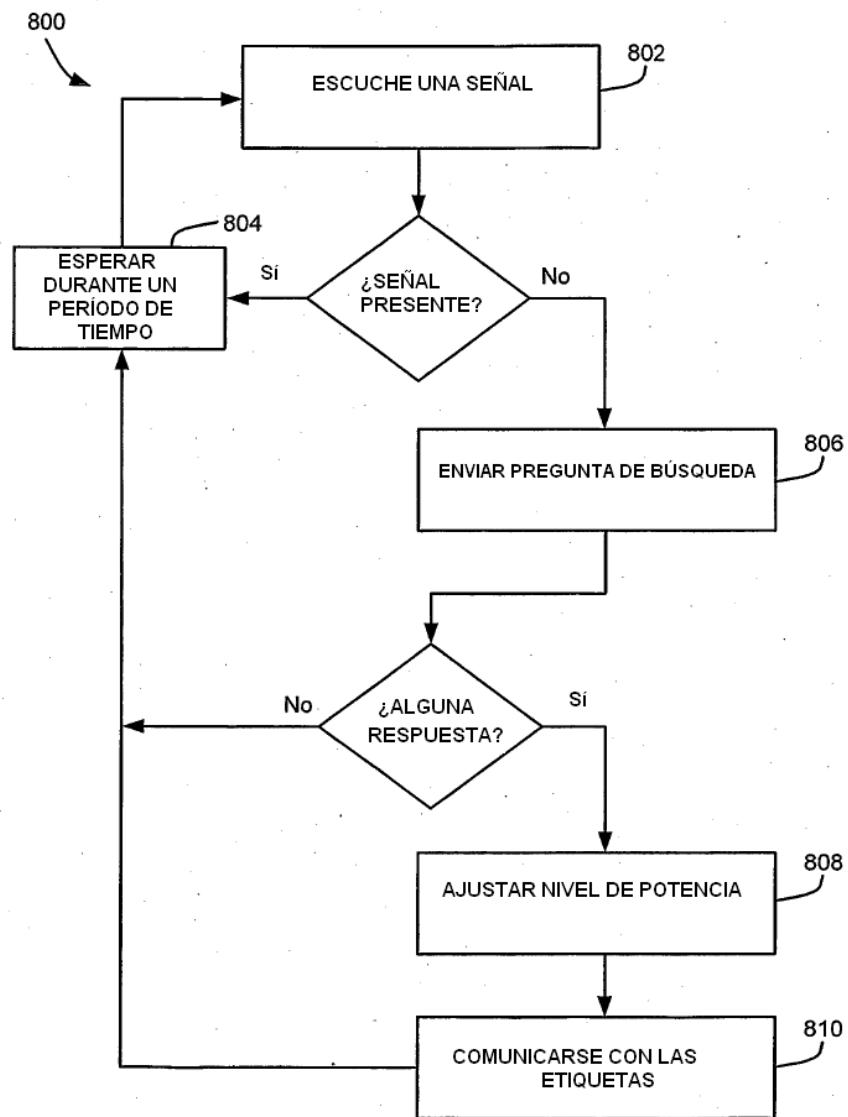 800
802
ESCUCHE UNA SEÑAL
804
ESPERAR
DURANTE UN
PERÍODO DE
TIEMPO
Sí
¿SEÑAL
PRESENTE?
No
806
ENVIAR PREGUNTA DE BÚSQUEDA
No
¿ALGUNA
RESPUESTA?
Sí
808
AJUSTAR NIVEL DE POTENCIA
810
COMUNICARSE CON LAS
ETIQUETAS